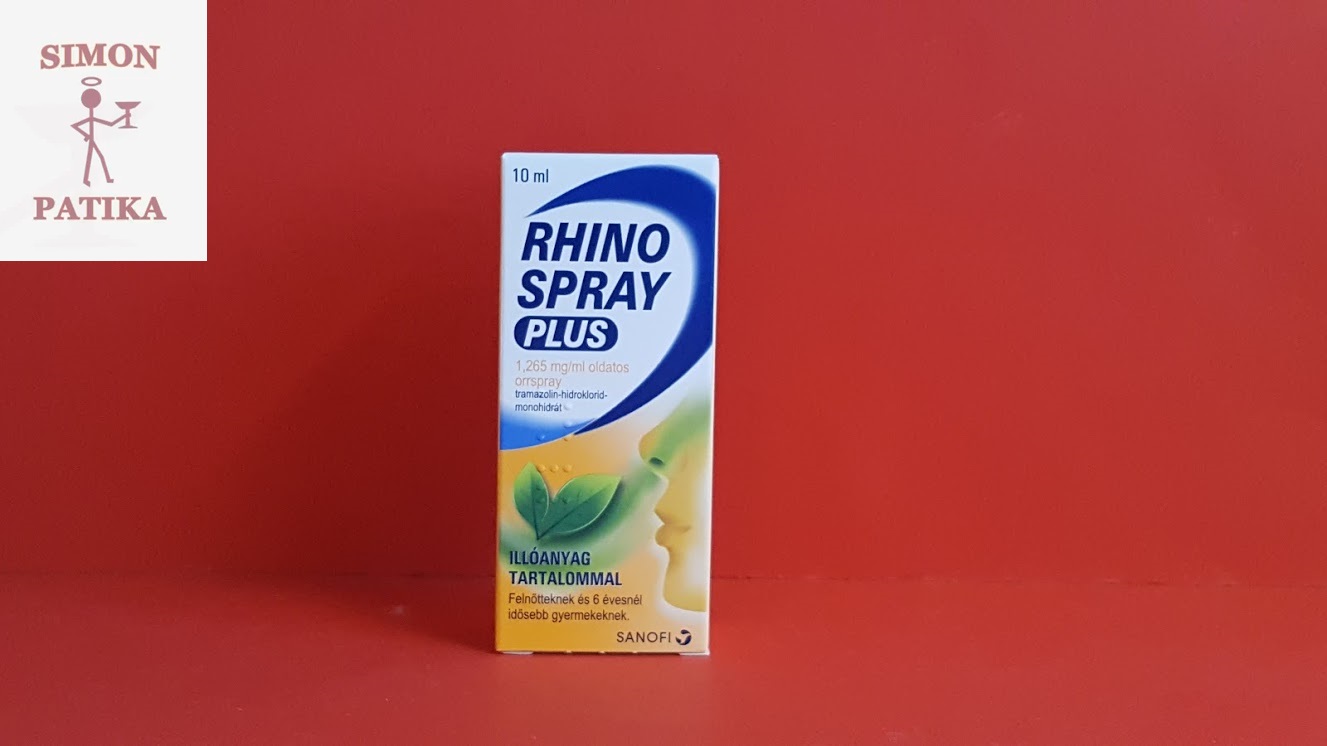 SIMON
PATIKA
10 ml
RHINO
SPRAY
PLUS
1,265 mg/ml oldatos
orrspray
tramazolin-hidroklorid-
monohidrát
ILLÓANYAG
TARTALOMMAL
Felnőtteknek és 6 évesnél
idősebb gyermekeknek.
SANOFI